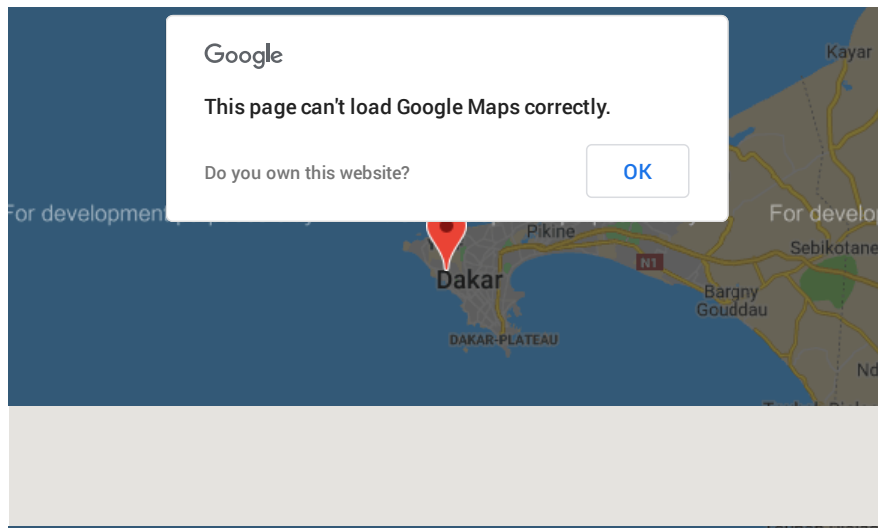 Google
This page can't load Google Maps correctly.
Do you own this website?
OK
Kayar
For development
For develo
Pikine
Sebikotane
N1
Dakar
Bargny
Gouddau
DAKAR-PLATEAU
Nd